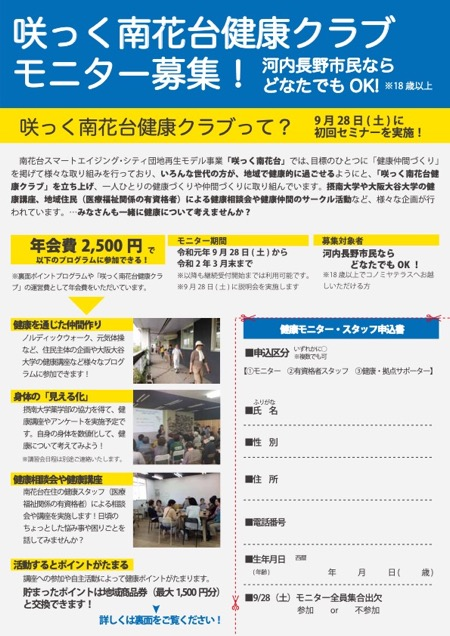 咲っく南花台健康クラブ
モニター募集！
河内長野市民なら
どなたでも OK! ※18 歳以上
咲っく南花台健康クラブって？
9 月 28 日 ( 土 ) に
初回セミナーを実施！
南花台スマートエイジング・シティ団地再生モデル事業「咲っく南花台」では、目標のひとつに「健康仲間づくり」
を掲げて様々な取り組みを行っており、いろんな世代の方が、地域で健康的に過ごせるようにと、「咲っく南花台健
康クラブ」を立ち上げ、一人ひとりの健康づくりや仲間づくりに取り組んでいます。摂南大学や大阪大谷大学の健
康講座、地域住民（医療福祉関係の有資格者）による健康相談会や健康仲間のサークル活動など、様々な企画が行
われています。…みなさんも一緒に健康について考えませんか？
年会費 2,500 円 で
以下のプログラムに参加できる！
※裏面ポイントプログラムや「咲っく南花台健康クラ
ブ」の運営費として年会費をいただいています。
モニター期間
令和元年 9 月 28 日 ( 土 ) から
令和 2 年 3 月末まで
※以降も継続受付開始までは利用可能です。
※9 月 28 日 ( 土 ) に説明会を実施します
募集対象者
河内長野市民なら
どなたでも OK ！
※18 歳以上でコノミヤテラスへお越
しいただける方
健康を通じた仲間作り
ノルディックウォーク、元気体操
など、住民主体の企画や大阪大谷
大学の健康講座など様々なプログ
ラムに参加できます！
身体の「見える化」
摂南大学薬学部の協力を得て、健
康講座やアンケートを実施予定で
す。自身の身体を数値化して、健
康について考えてみよう！
※講習会日程は別途ご連絡いたします。
健康相談会や健康講座
南花台在住の健康スタッフ（医療
福祉関係の有資格者）による相談
会や講座を実施します！日頃の
ちょっとした悩み事や困りごとを
話してみませんか？
活動するとポイントがたまる
講座への参加や自主活動によって健康ポイントがたまります。
貯まったポイントは地域商品券（最大 1,500 円分）
と交換できます！
詳しくは裏面をご覧ください！
健康モニター・スタッフ申込書
■申込区分 いずれかに○
※複数でも可
【①モニター ②有資格者スタッフ ③健康・拠点サポーター】
ふりがな
■氏 名
■性 別
■住 所
■電話番号
■生年月日 西暦
（年齢） 年 月 日 ( 歳 )
■9/28（土）モニター全員集合出欠
参加 or 不参加